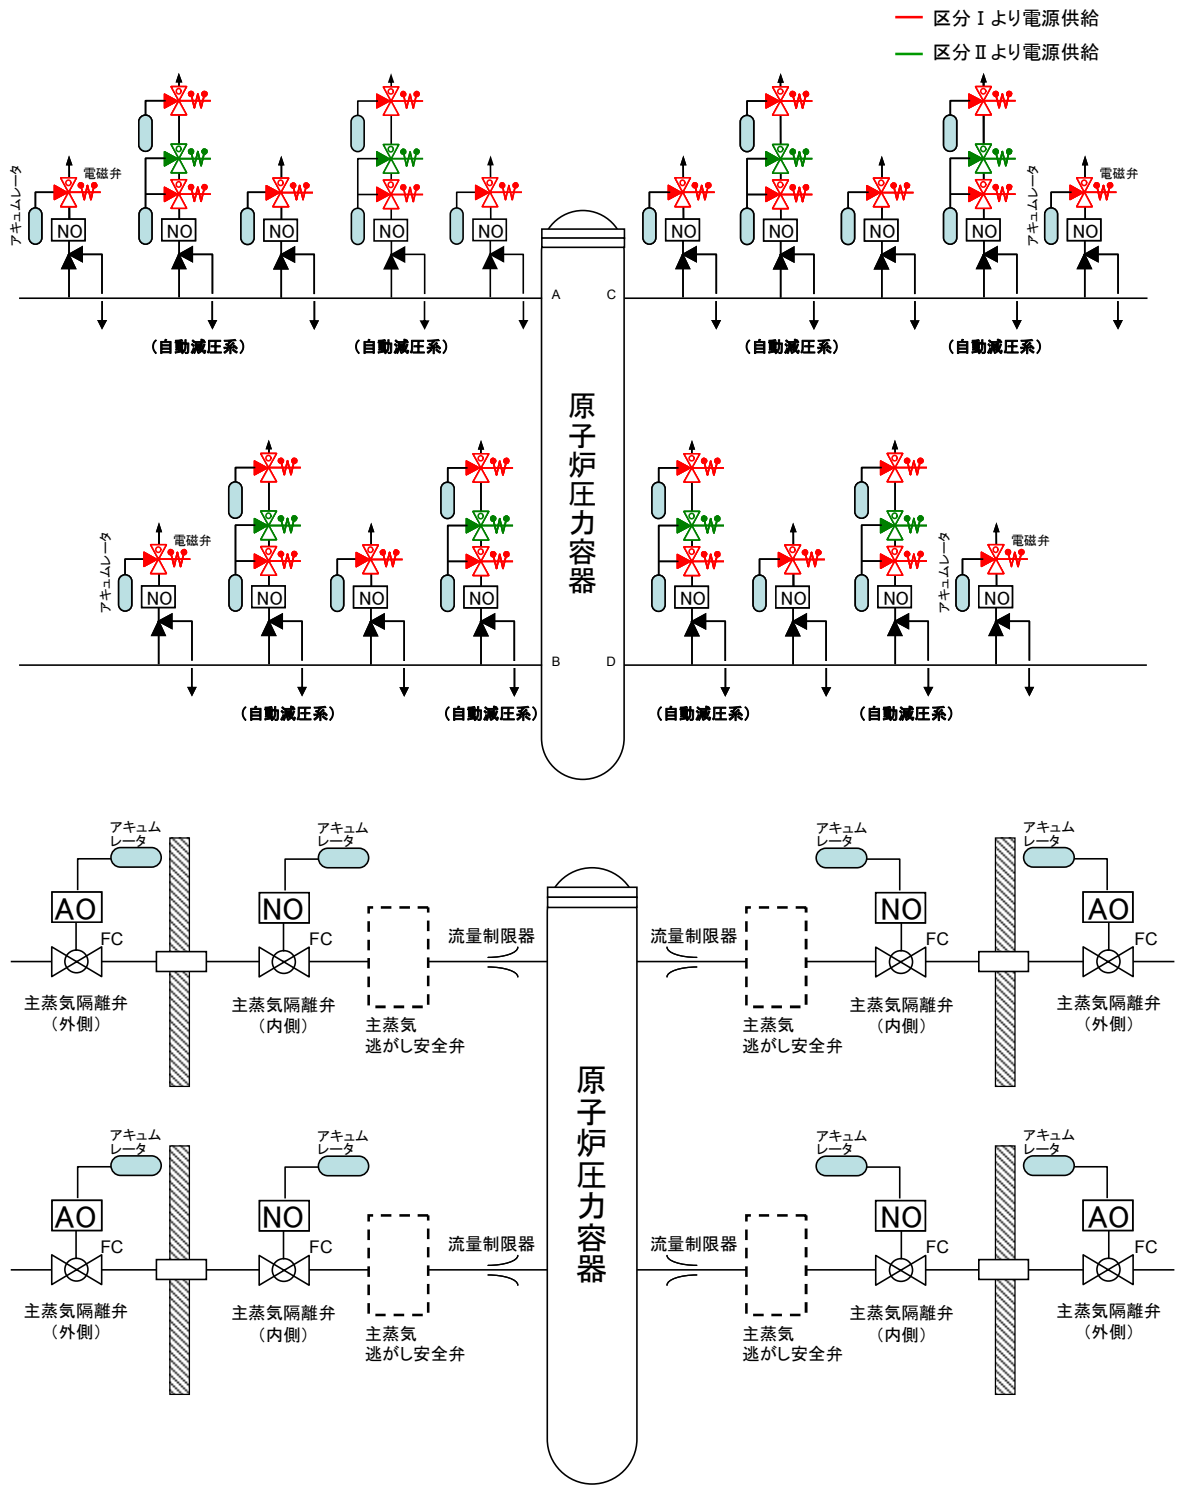 区分Ⅰより電源供給
区分Ⅱより電源供給
アキュムレータ
電磁弁
アキュムレータ
電磁弁
NO
NO
NO
NO
NO
NO
NO
NO
NO
NO
A
C
(自動減圧系)
(自動減圧系)
(自動減圧系)
(自動減圧系)
原子炉圧力容器
アキュムレータ
電磁弁
アキュムレータ
電磁弁
NO
NO
NO
NO
NO
NO
NO
NO
B
D
(自動減圧系)
(自動減圧系)
(自動減圧系)
(自動減圧系)
アキュム
レータ
アキュム
レータ
アキュム
レータ
アキュム
レータ
AO
NO
NO
AO
FC
FC
流量制限器
流量制限器
FC
FC
主蒸気隔離弁
(外側)
主蒸気隔離弁
(内側)
主蒸気
逃がし安全弁
主蒸気
逃がし安全弁
主蒸気隔離弁
(内側)
主蒸気隔離弁
(外側)
原子炉圧力容器
アキュム
レータ
アキュム
レータ
アキュム
レータ
アキュム
レータ
AO
NO
NO
AO
FC
FC
流量制限器
流量制限器
FC
FC
主蒸気隔離弁
(外側)
主蒸気隔離弁
(内側)
主蒸気
逃がし安全弁
主蒸気
逃がし安全弁
主蒸気隔離弁
(内側)
主蒸気隔離弁
(外側)